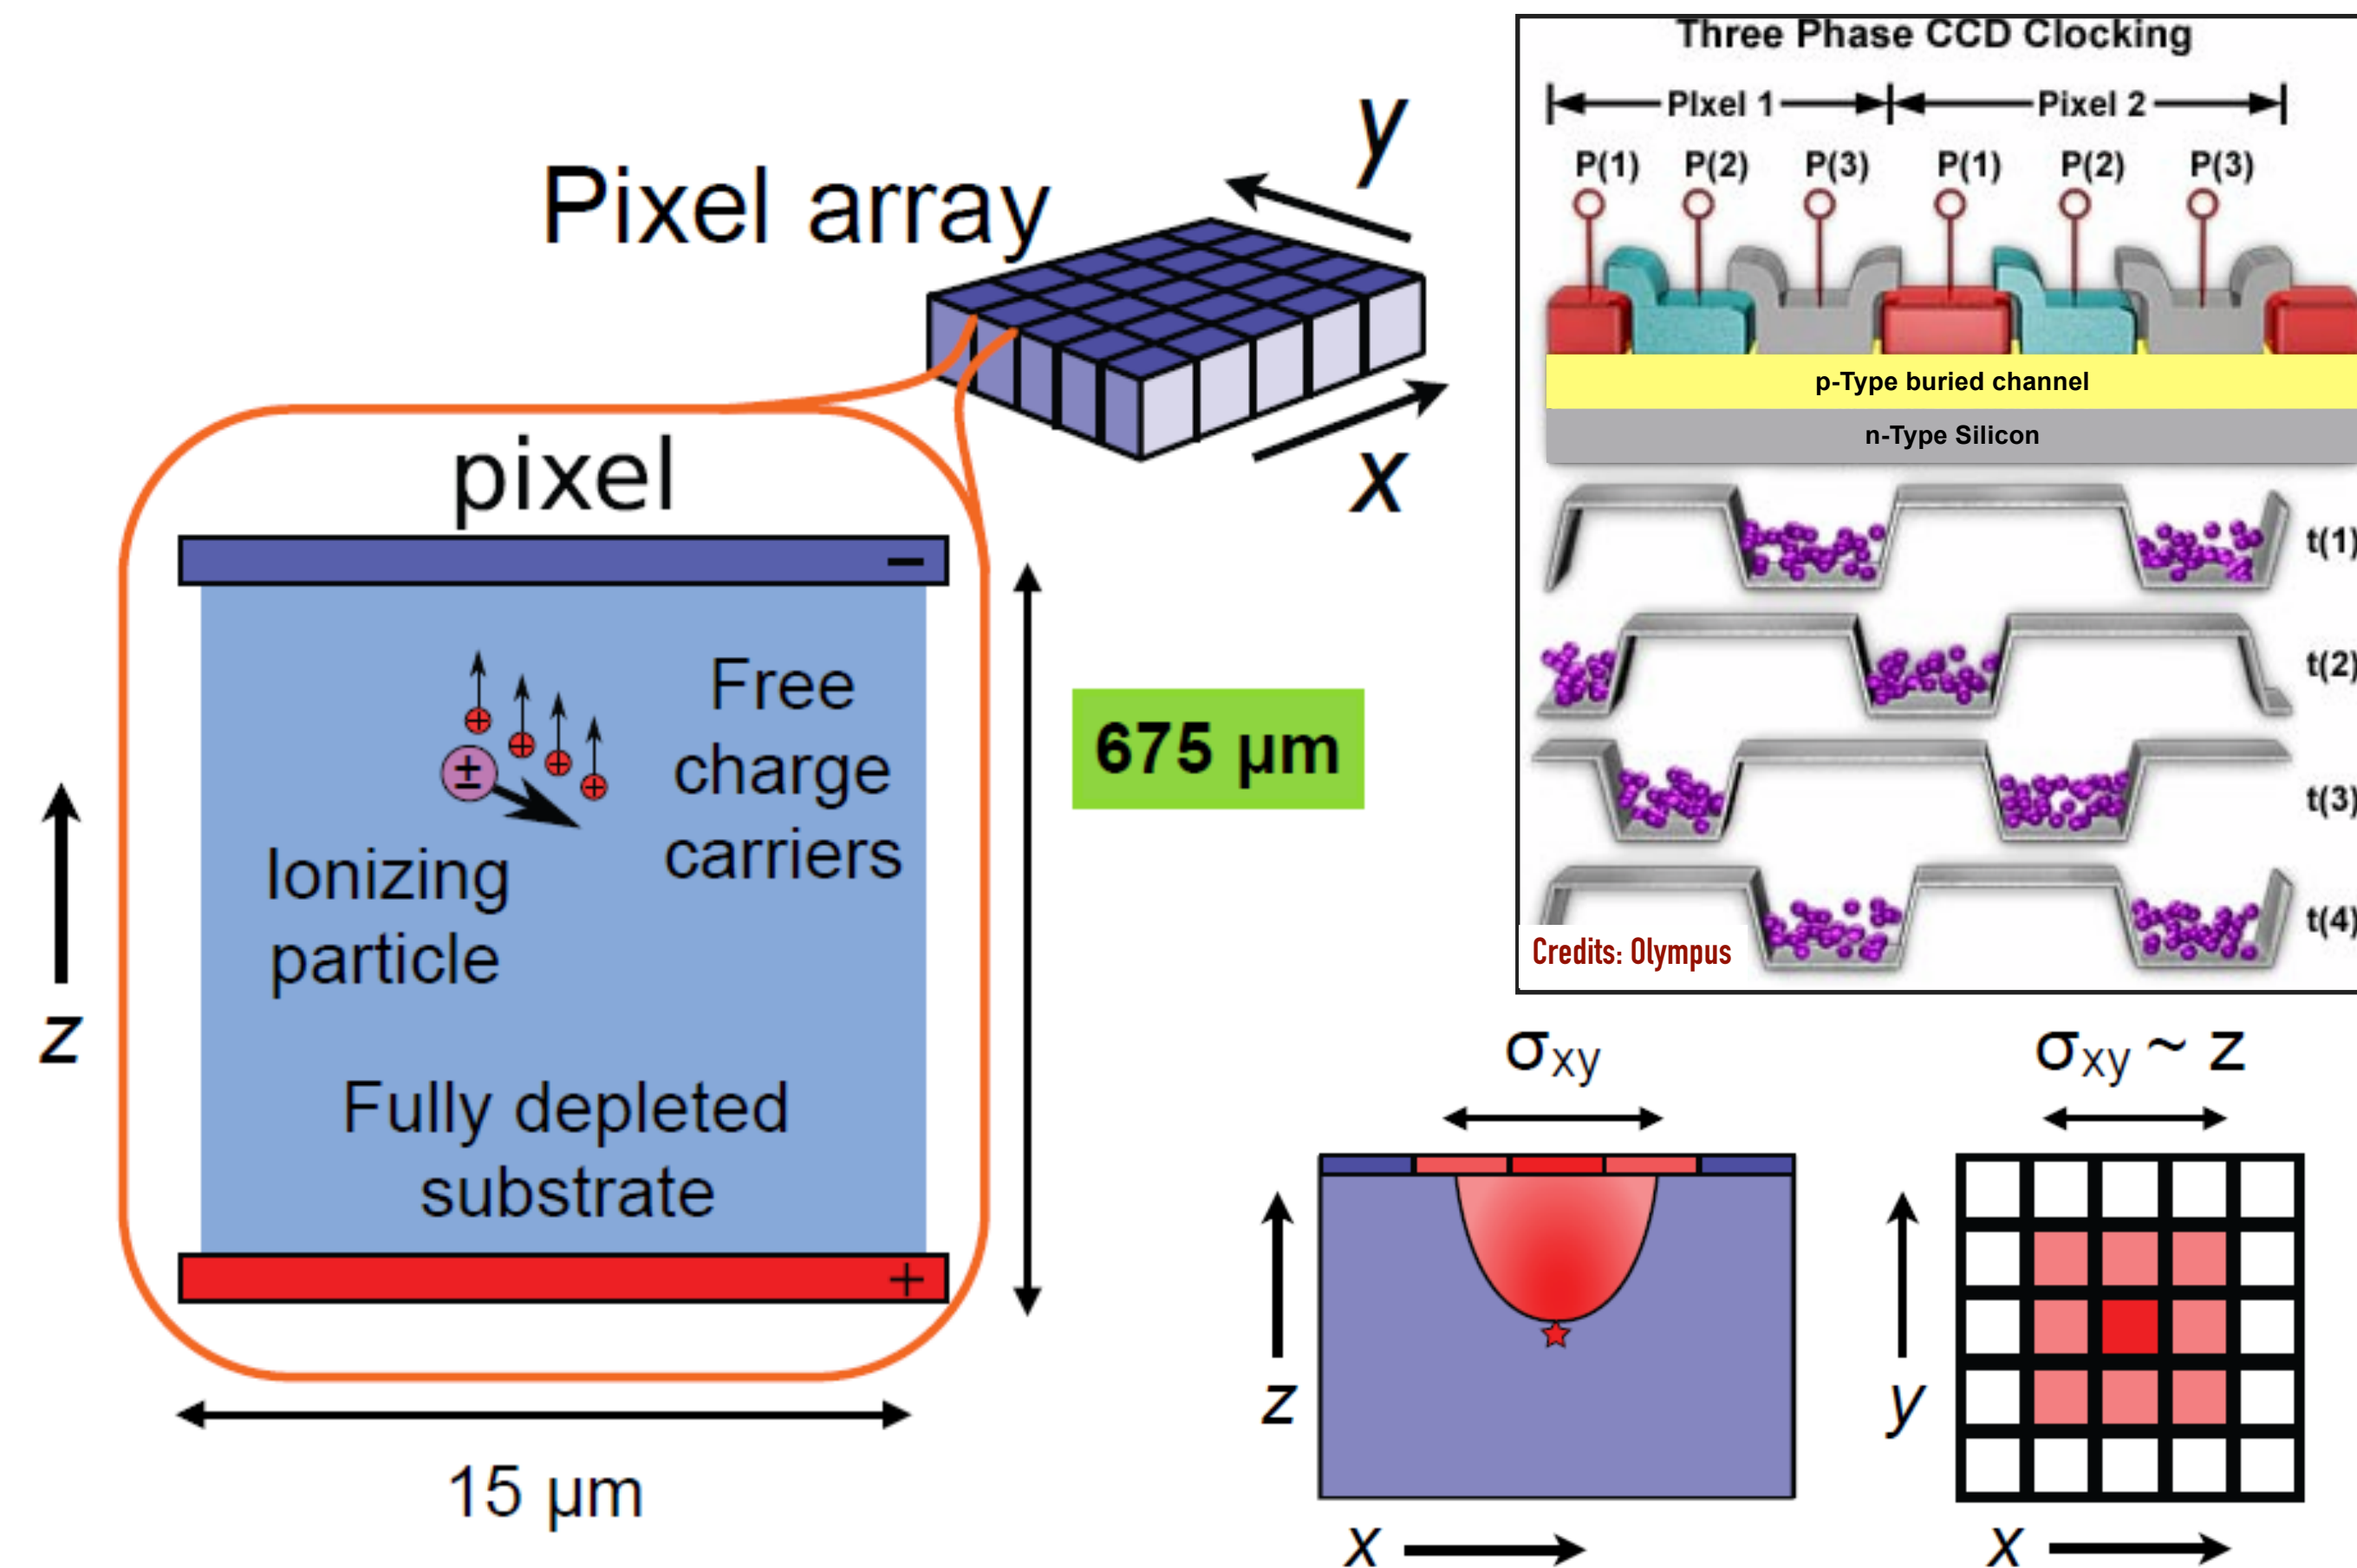 Pixel array
y
x
pixel
−
Free
charge
carriers
±
+ + + +
Ionizing
particle
Fully depleted
substrate
+
z
675 µm
15 µm
Three Phase CCD Clocking
PIxel 1 Pixel 2
P(1) P(2) P(3) P(1) P(2) P(3)
p-Type buried channel
n-Type Silicon
t(1)
t(2)
t(3)
t(4)
Credits: Olympus
σxy
z
x
σxy ~ z
y
x